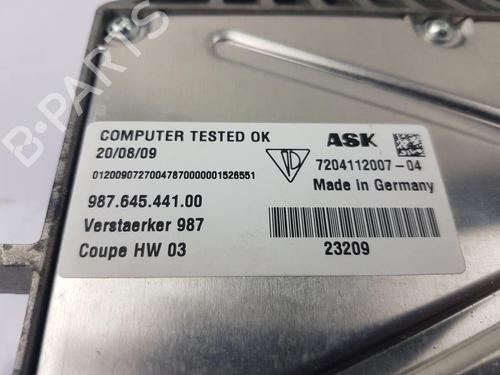 COMPUTER TESTED OK
20/08/09
01200907270047870000001526551
987.645.441.00
Verstaerker 987
Coupe HW 03
ASK
7204112007-04
Made in Germany
23209
B-PARTS